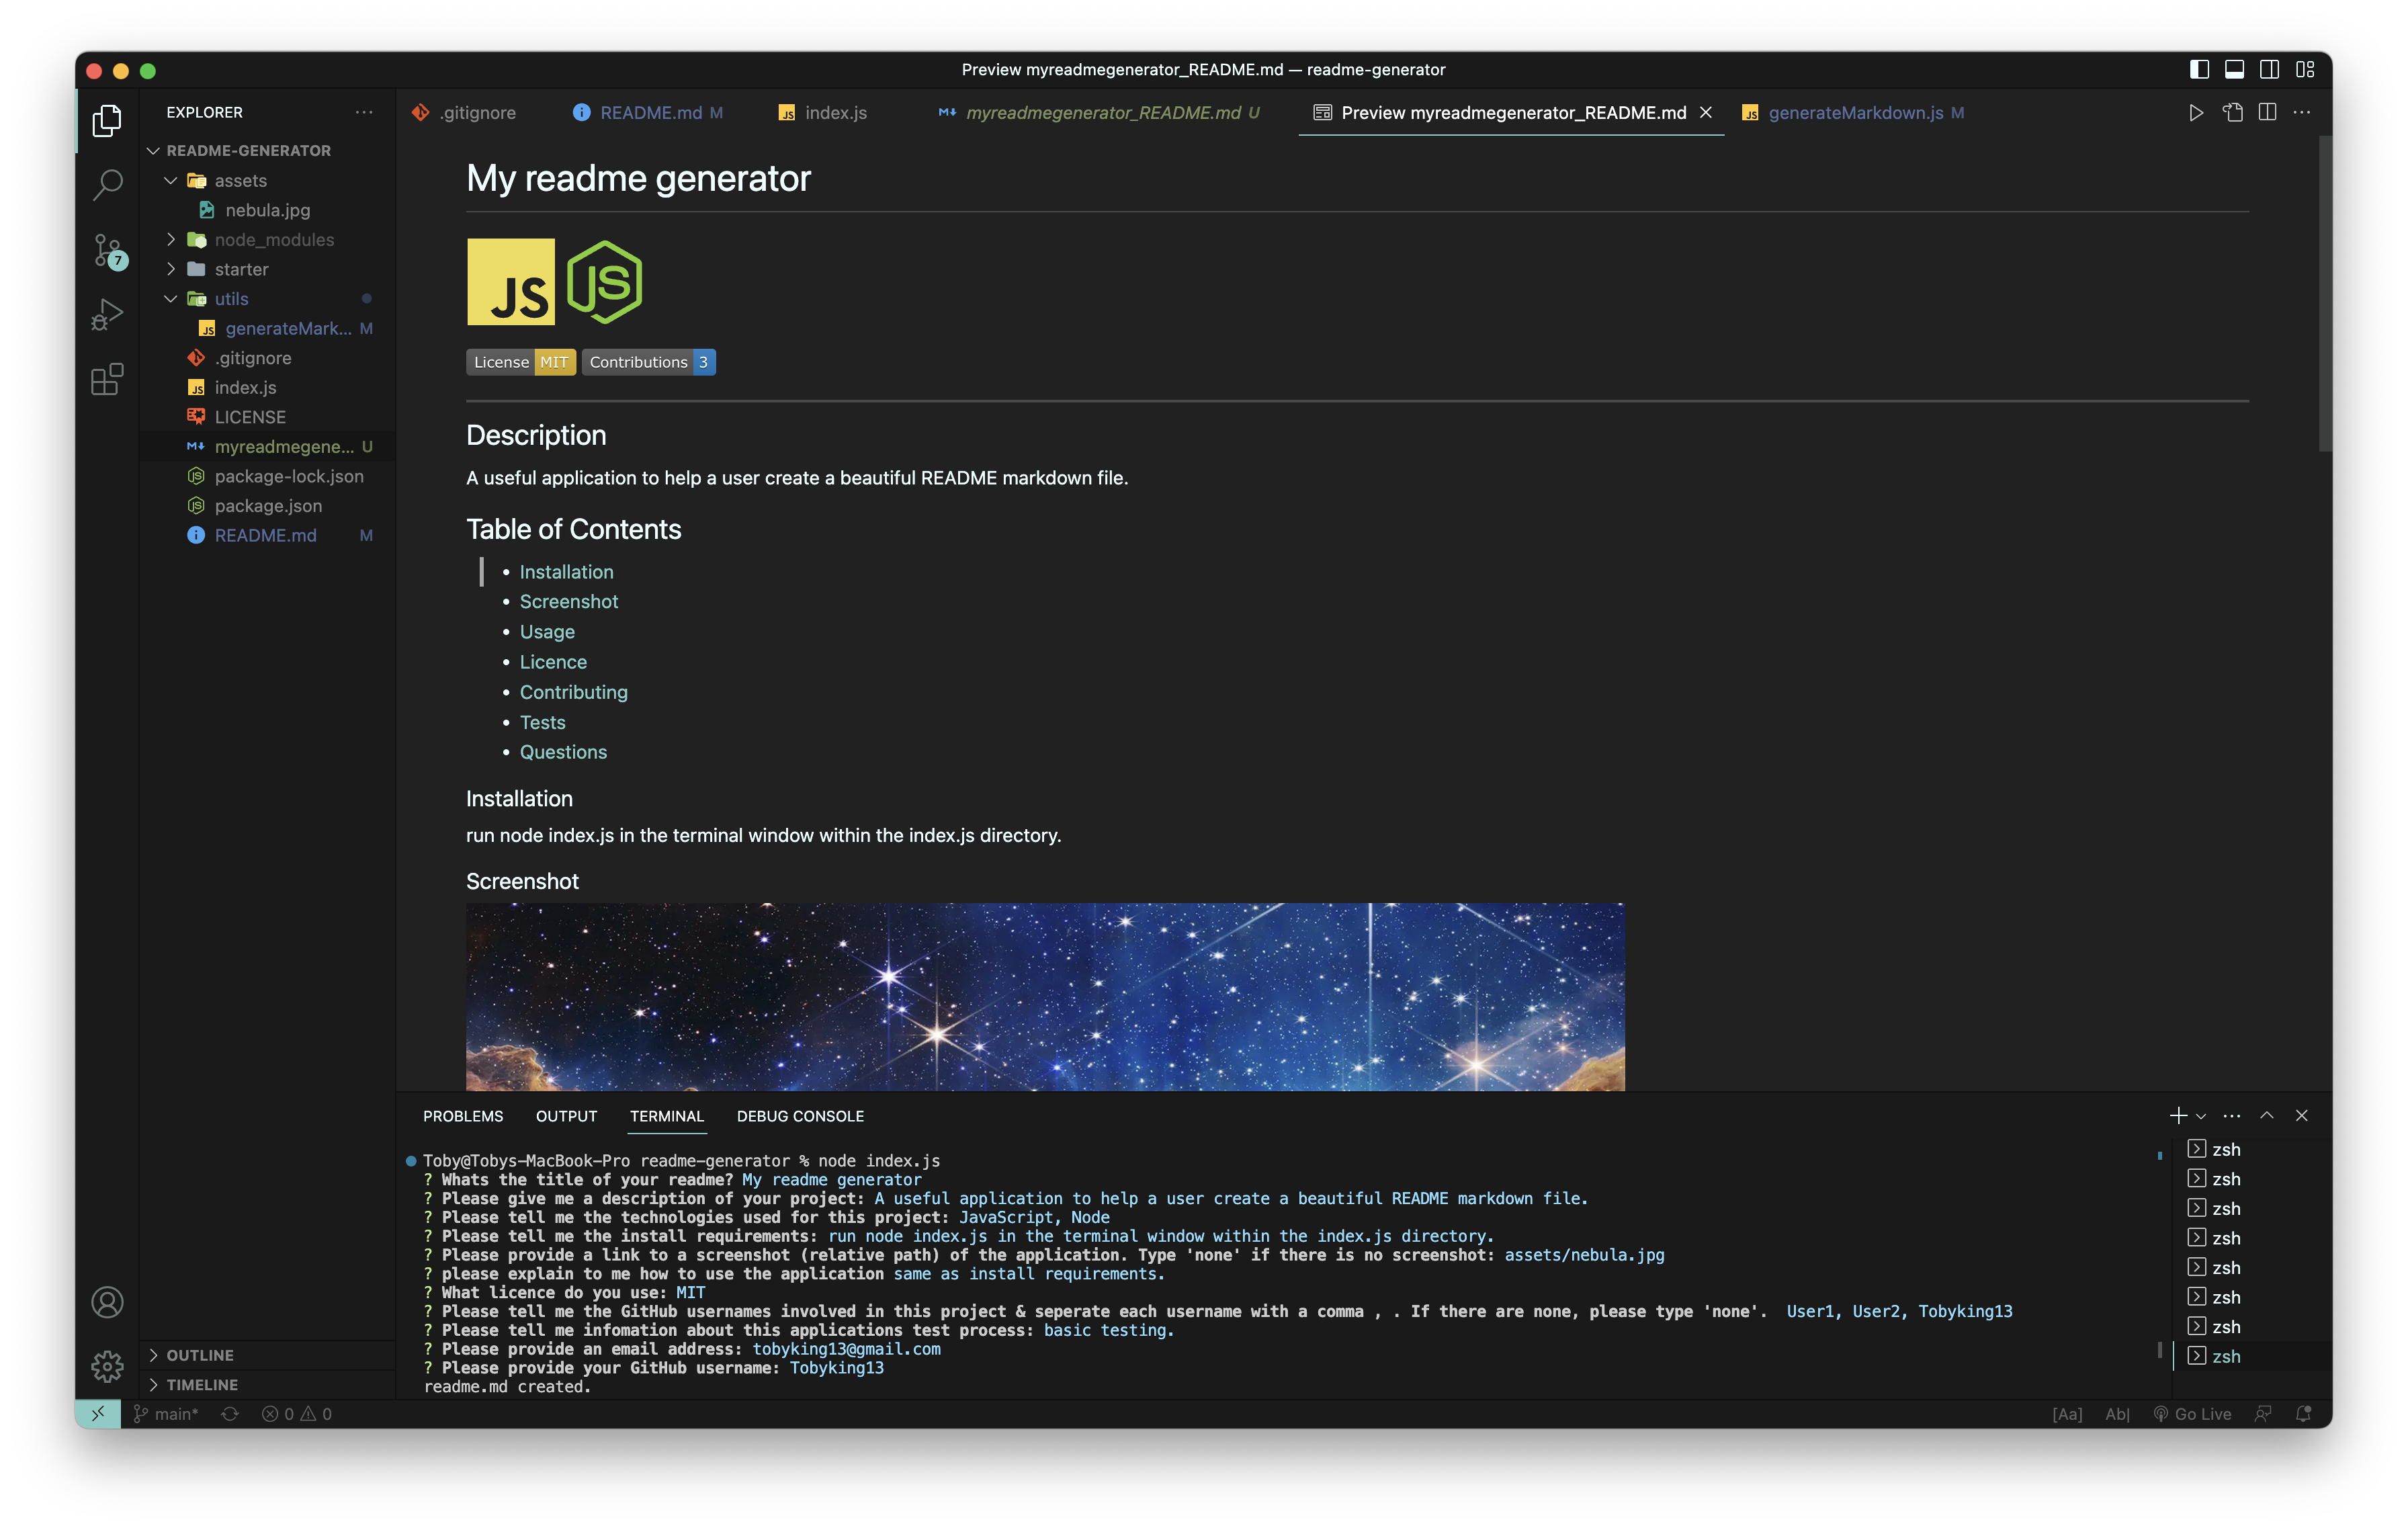 Preview myreadmegenerator_README.md — readme-generator
EXPLORER
.gitignore
README.md M
index.js
myreadmegenerator_README.md U
Preview myreadmegenerator_README.md
generateMarkdown.js M
README-GENERATOR
assets
nebula.jpg
node_modules
starter
utils
generateMark... M
.gitignore
index.js
LICENSE
myreadmegene... U
package-lock.json
package.json
README.md M
7
OUTLINE
TIMELINE
My readme generator
JS
JS
License MIT
Contributions 3
Description
A useful application to help a user create a beautiful README markdown file.
Table of Contents
• Installation
• Screenshot
• Usage
• Licence
• Contributing
• Tests
• Questions
Installation
run node index.js in the terminal window within the index.js directory.
Screenshot
PROBLEMS OUTPUT TERMINAL DEBUG CONSOLE
Toby@Tobys-MacBook-Pro readme-generator % node index.js
? Whats the title of your readme? My readme generator
? Please give me a description of your project: A useful application to help a user create a beautiful README markdown file.
? Please tell me the technologies used for this project: JavaScript, Node
? Please tell me the install requirements: run node index.js in the terminal window within the index.js directory.
? Please provide a link to a screenshot (relative path) of the application. Type 'none' if there is no screenshot: assets/nebula.jpg
? please explain to me how to use the application same as install requirements.
? What licence do you use: MIT
? Please tell me the GitHub usernames involved in this project & seperate each username with a comma , . If there are none, please type 'none'. User1, User2, Tobyking13
? Please tell me infomation about this applications test process: basic testing.
? Please provide an email address: tobyking13@gmail.com
? Please provide your GitHub username: Tobyking13
readme.md created.
zsh
zsh
zsh
zsh
zsh
zsh
zsh
zsh
main* 0 0
[Aa] Ab| Go Live